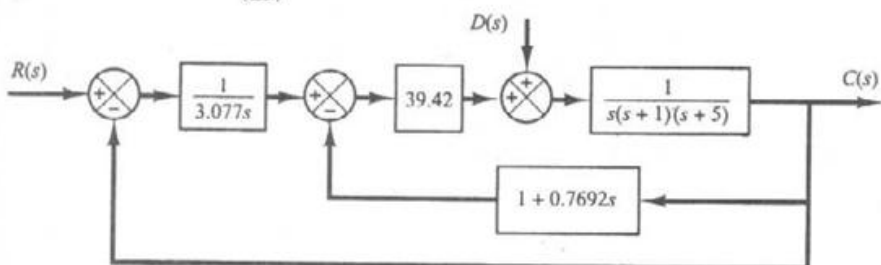 D(s)
R(s)
C(s)
+
−
1
3.077s
+
−
39.42
+
+
1
s(s + 1)(s + 5)
1 + 0.7692s